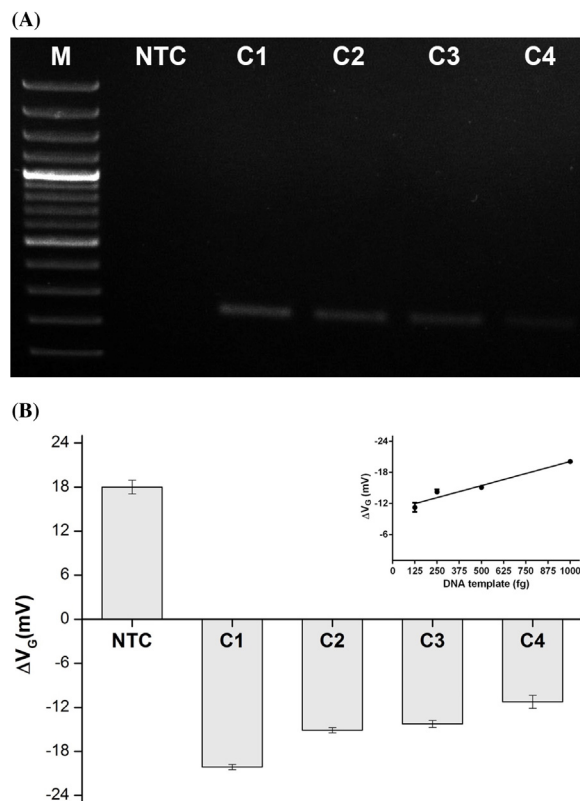 (A)
M NTC C1 C2 C3 C4
(B)
24
18
12
6
0
-6
-12
-18
-24
ΔVG(mV)
NTC C1 C2 C3 C4
-24
-18
-12
-6
ΔVG (mV)
0 125 250 375 500 625 750 875 1000
DNA template (fg)